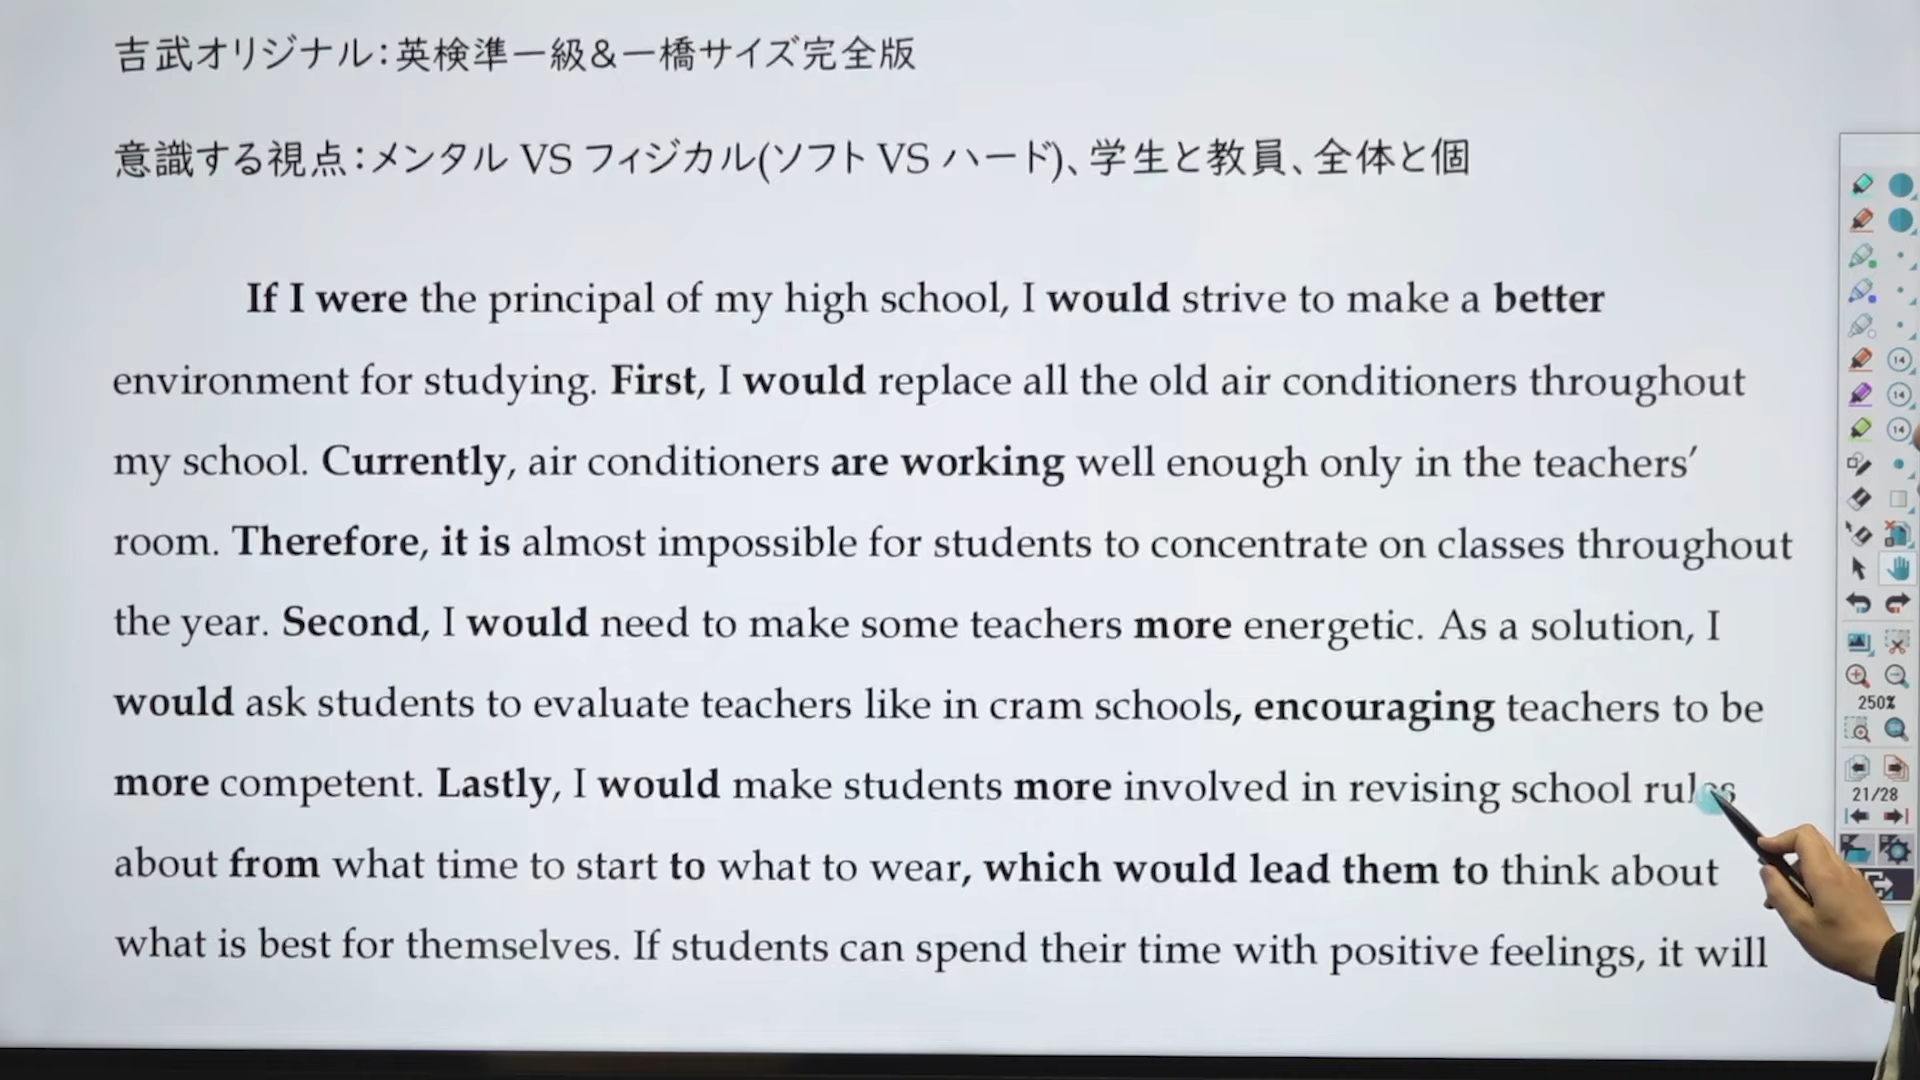 吉武オリジナル：英検準一級＆一橋サイズ完全版
意識する視点：メンタル VS フィジカル(ソフト VS ハード)、学生と教員、全体と個
If I were the principal of my high school, I would strive to make a better
environment for studying. First, I would replace all the old air conditioners throughout
my school. Currently, air conditioners are working well enough only in the teachers’
room. Therefore, it is almost impossible for students to concentrate on classes throughout
the year. Second, I would need to make some teachers more energetic. As a solution, I
would ask students to evaluate teachers like in cram schools, encouraging teachers to be
more competent. Lastly, I would make students more involved in revising school rules
about from what time to start to what to wear, which would lead them to think about
what is best for themselves. If students can spend their time with positive feelings, it will
14
14
14
250%
21/28